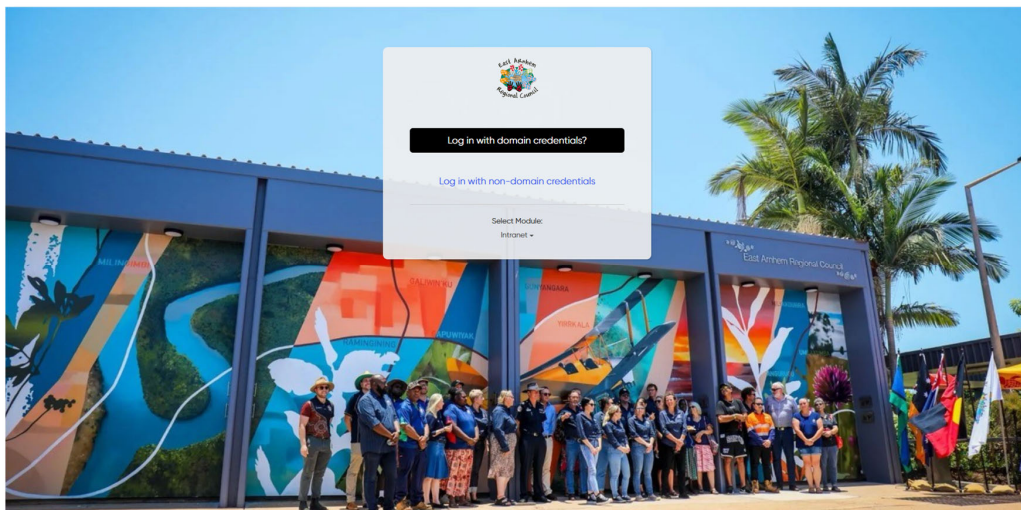 East Arnhem
Regional Council
Log in with domain credentials?
Log in with non-domain credentials
Select Module:
Intranet
East Arnhem Regional Council
MILINGIMBI
GALIWIN'KU
GUNYANGARA
YIRRKALA
GAPUWIYAK
RAMINGINING